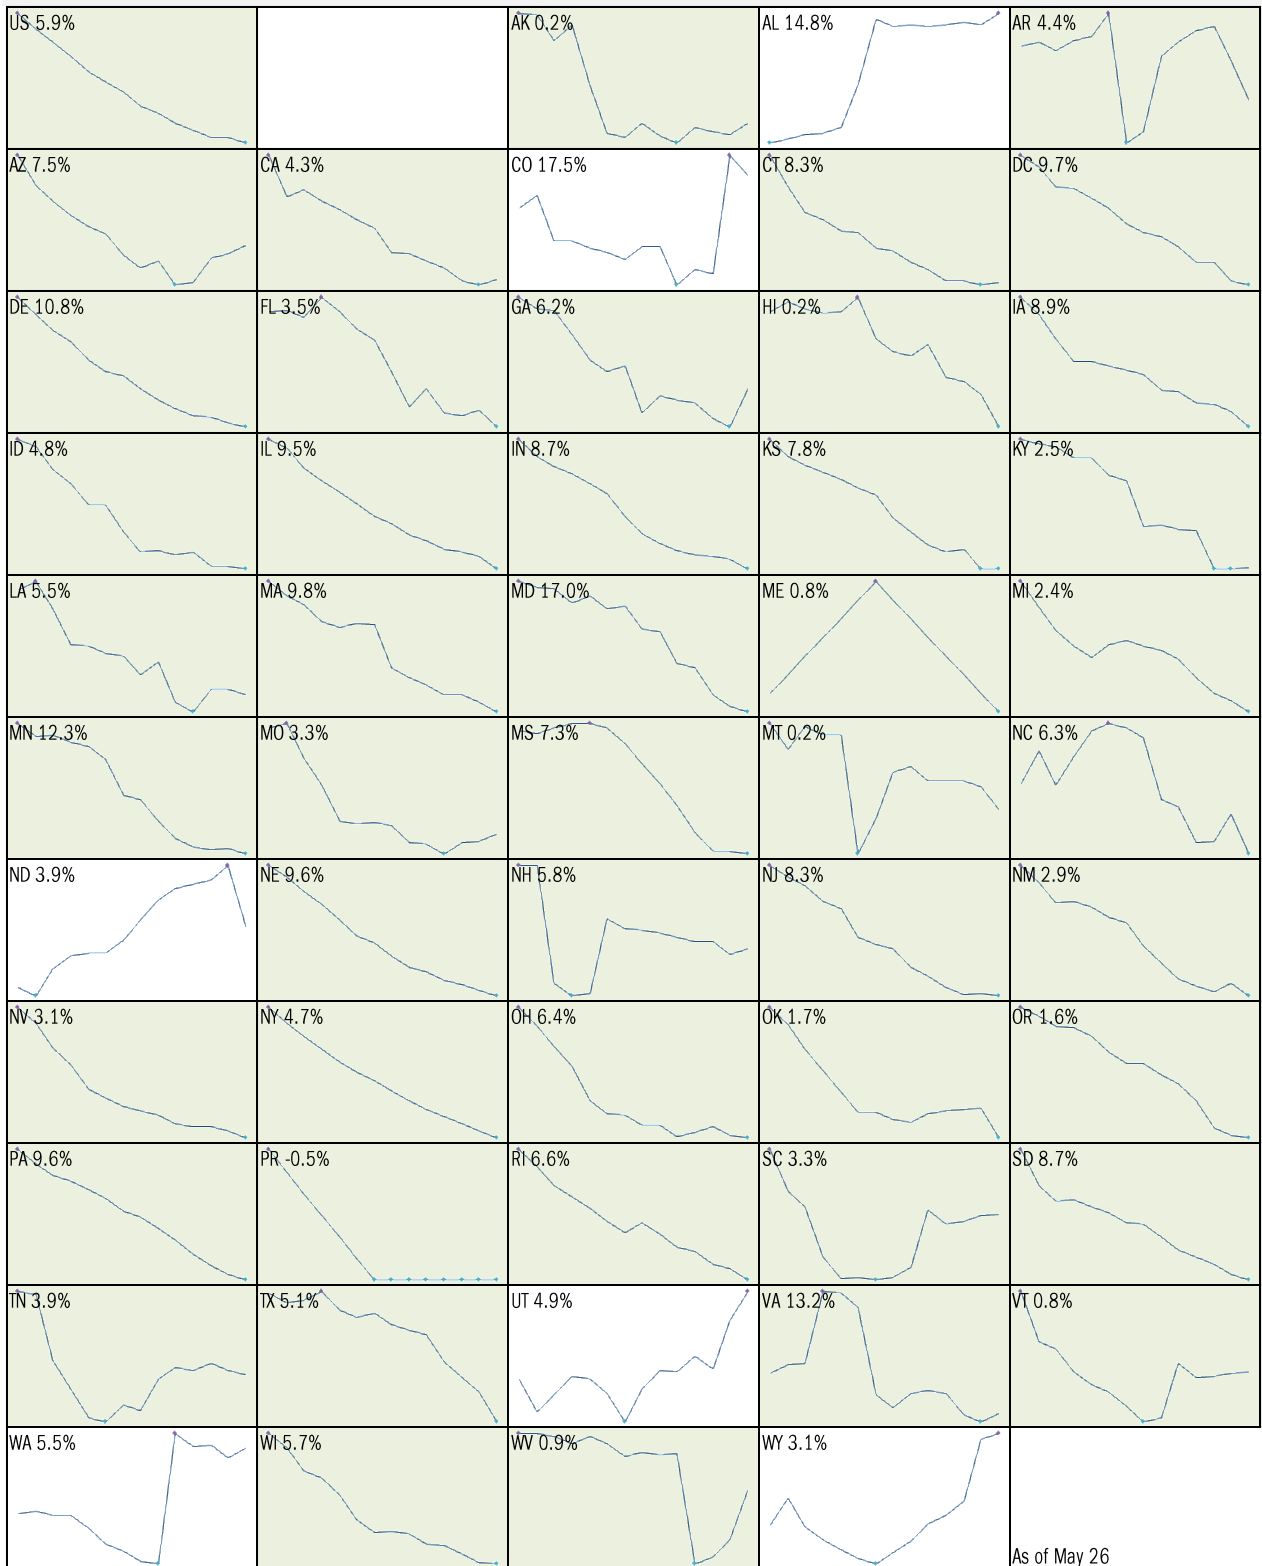 US 5.9%
AK 0.2%
AL 14.8%
AR 4.4%
AZ 7.5%
CA 4.3%
CO 17.5%
CT 8.3%
DC 9.7%
DE 10.8%
FL 3.5%
GA 6.2%
HI 0.2%
IA 8.9%
ID 4.8%
IL 9.5%
IN 8.7%
KS 7.8%
KY 2.5%
LA 5.5%
MA 9.8%
MD 17.0%
ME 0.8%
MI 2.4%
MN 12.3%
MO 3.3%
MS 7.3%
MT 0.2%
NC 6.3%
ND 3.9%
NE 9.6%
NH 5.8%
NJ 8.3%
NM 2.9%
NV 3.1%
NY 4.7%
OH 6.4%
OK 1.7%
OR 1.6%
PA 9.6%
PR -0.5%
RI 6.6%
SC 3.3%
SD 8.7%
TN 3.9%
TX 5.1%
UT 4.9%
VA 13.2%
VT 0.8%
WA 5.5%
WI 5.7%
WV 0.9%
WY 3.1%
As of May 26